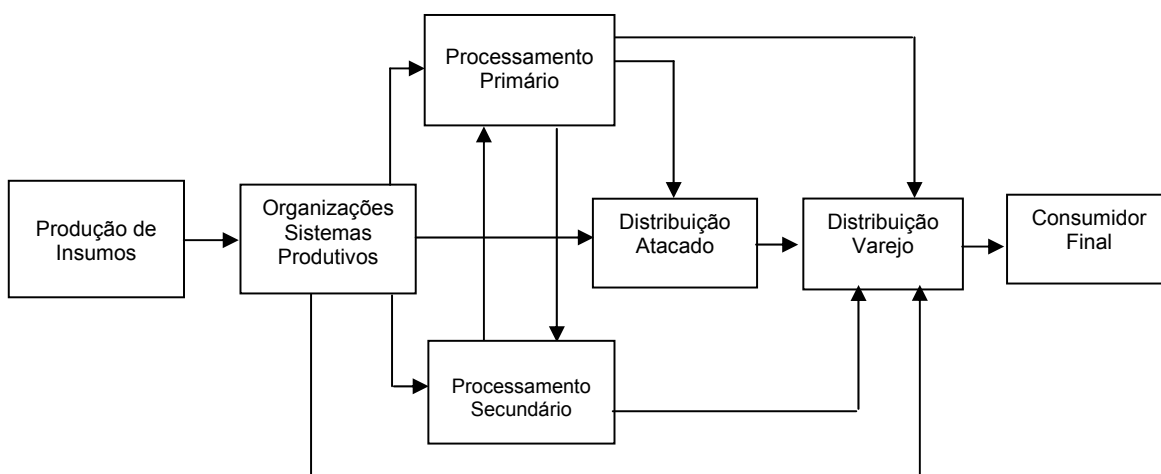 Processamento
Primário
Produção de
Insumos
Organizações
Sistemas
Produtivos
Distribuição
Atacado
Distribuição
Varejo
Consumidor
Final
Processamento
Secundário